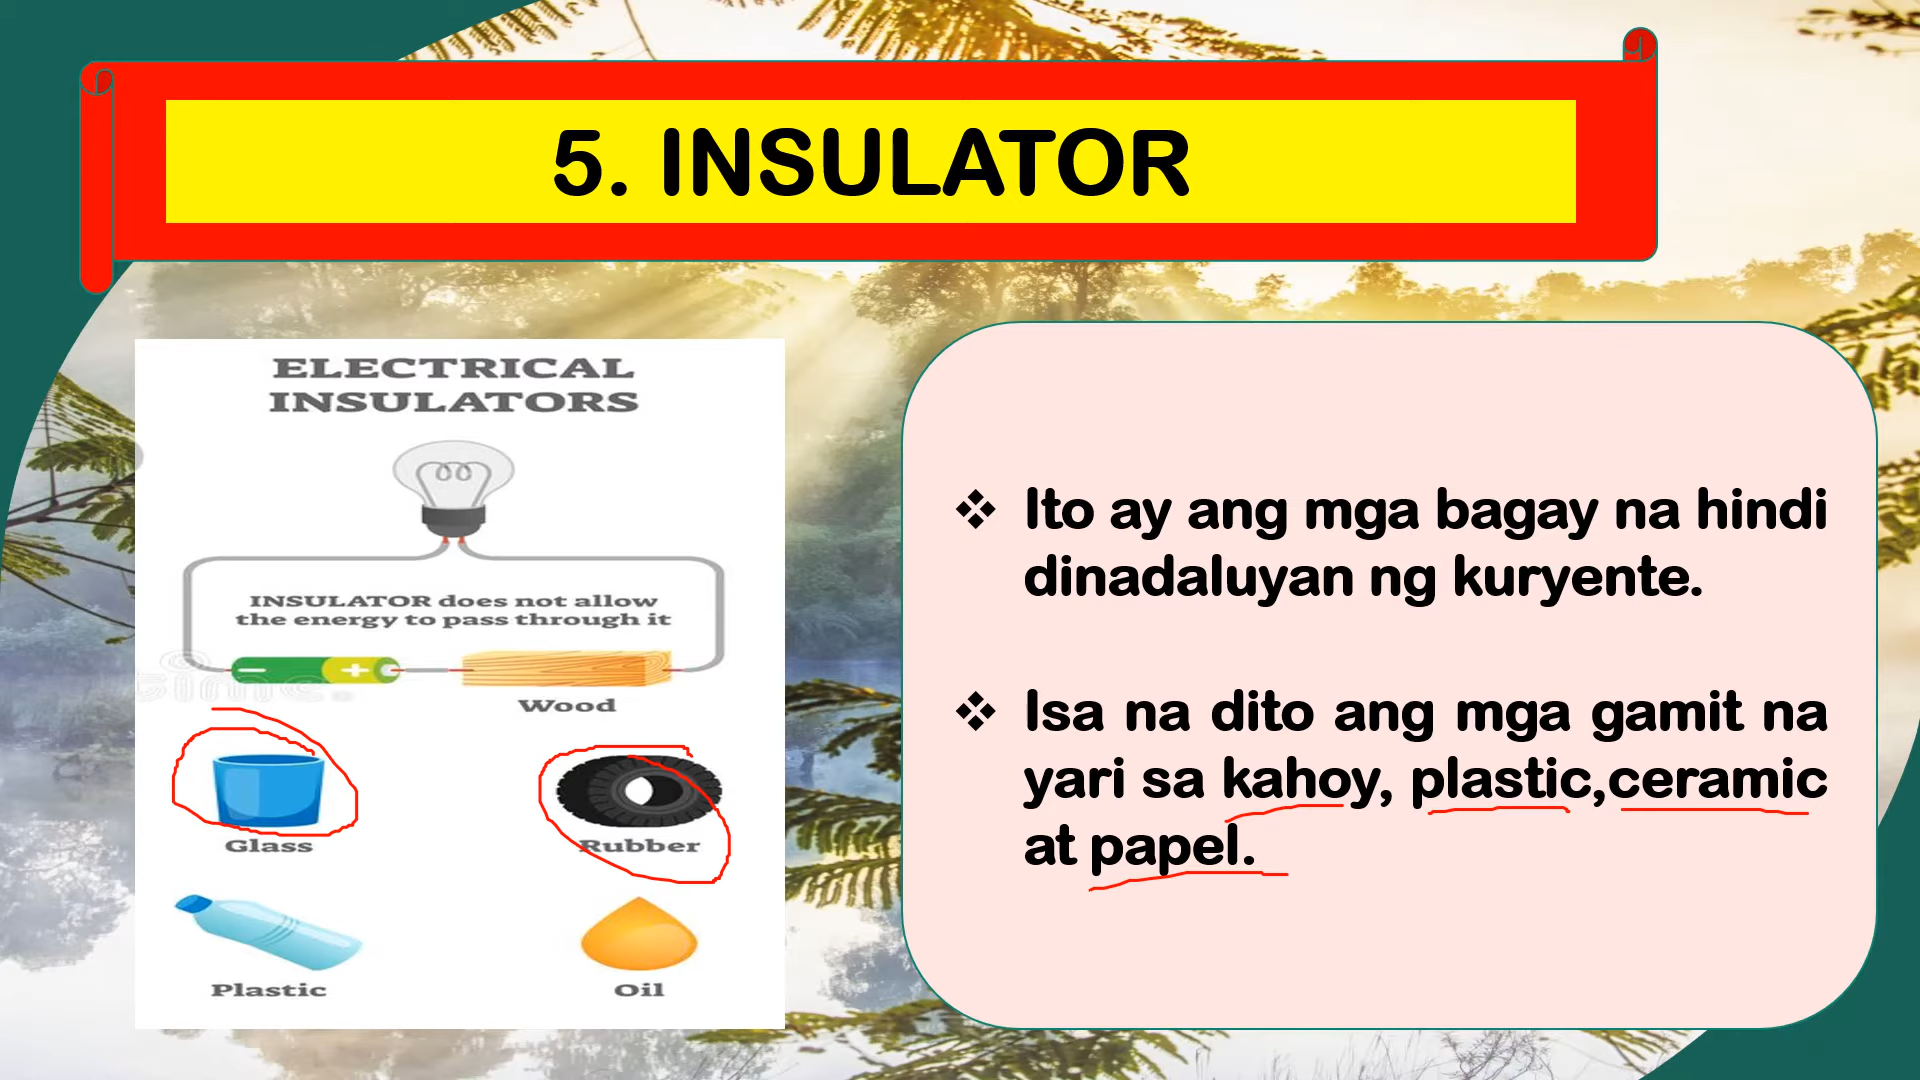 5. INSULATOR
ELECTRICAL
INSULATORS
INSULATOR does not allow
the energy to pass through it
Wood
Glass
Rubber
Plastic
Oil
❖ Ito ay ang mga bagay na hindi
dinadaluyan ng kuryente.
❖ Isa na dito ang mga gamit na
yari sa kahoy, plastic,ceramic
at papel.